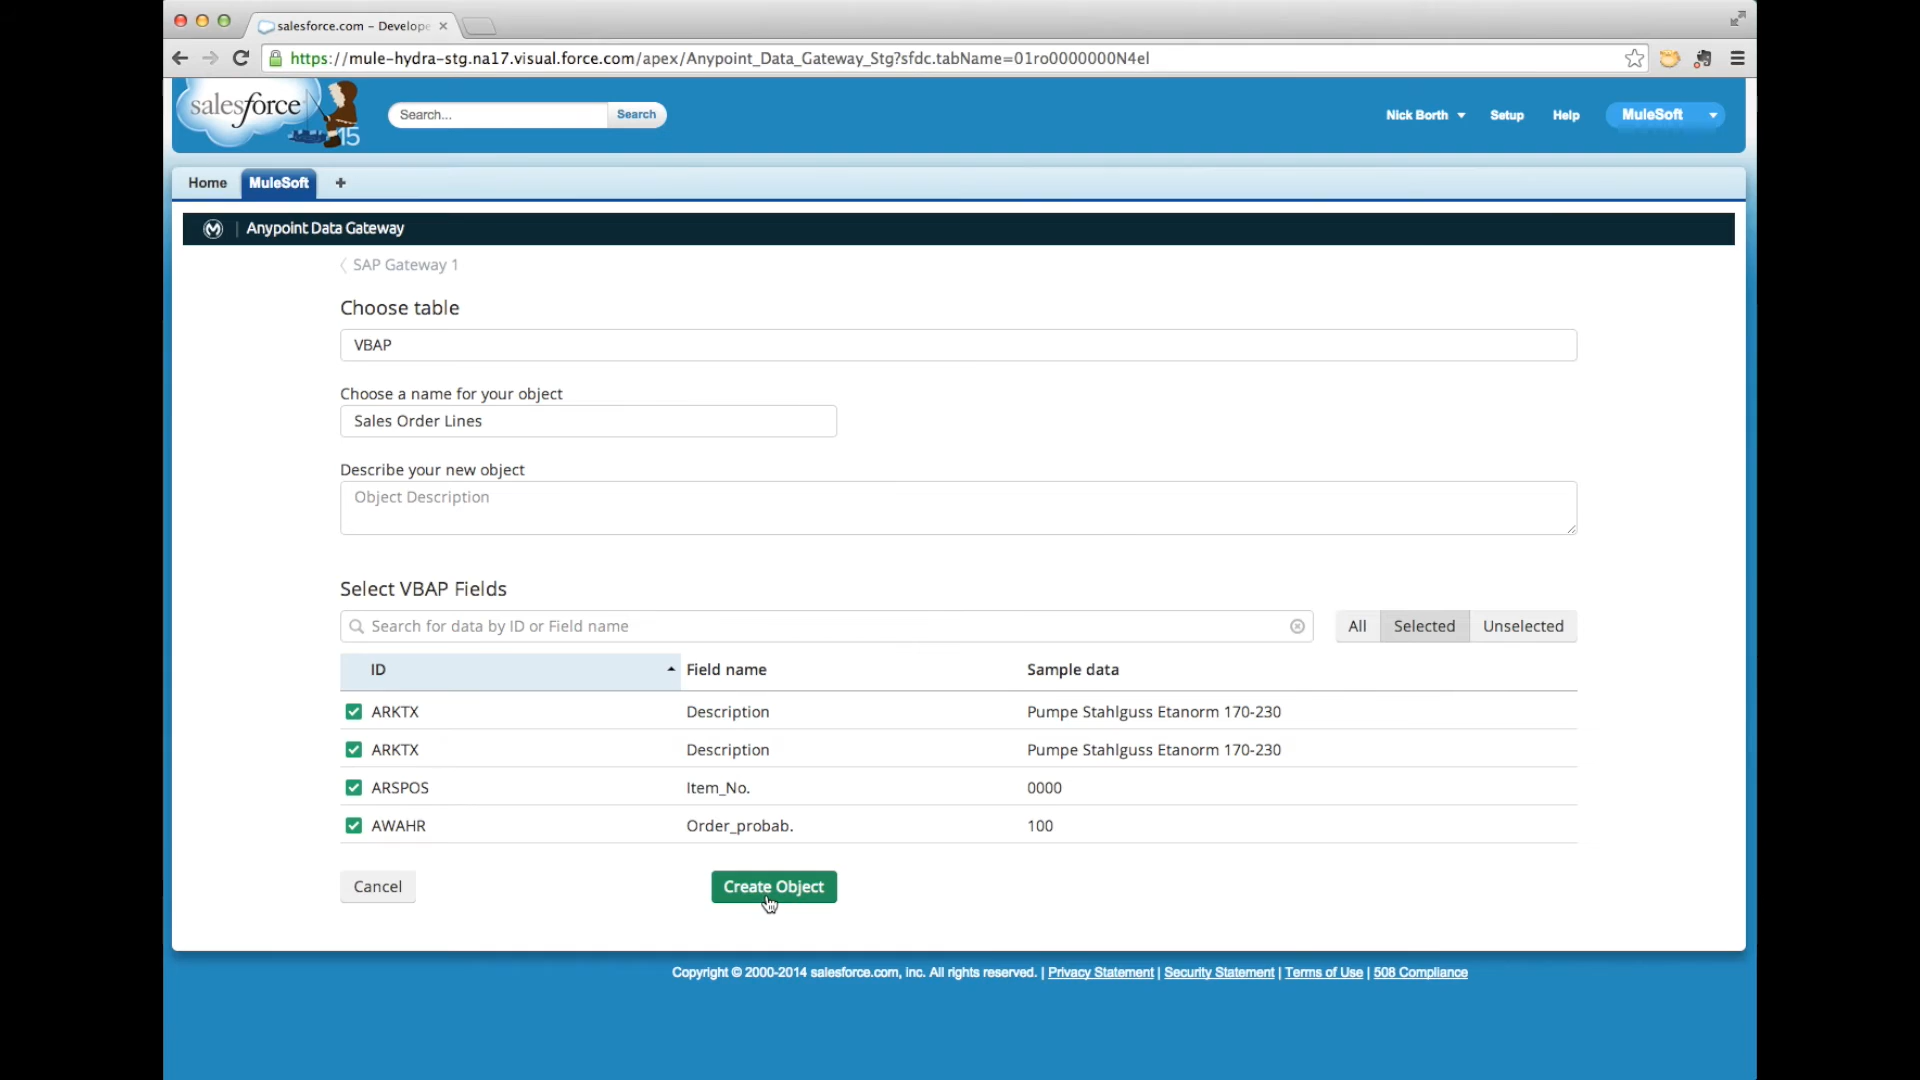 salesforce.com – Develope
https://mule-hydra-stg.na17.visual.force.com/apex/Anypoint_Data_Gateway_Stg?sfdc.tabName=01ro0000000N4el
salesforce
15
Search...
Search
Nick Borth
Setup
Help
MuleSoft
Home
MuleSoft
+
Anypoint Data Gateway
SAP Gateway 1
Choose table
VBAP
Choose a name for your object
Sales Order Lines
Describe your new object
Object Description
Select VBAP Fields
Search for data by ID or Field name
All
Selected
Unselected
ID Field name Sample data
ARKTX Description Pumpe Stahlguss Etanorm 170-230
ARKTX Description Pumpe Stahlguss Etanorm 170-230
ARSPOS Item_No. 0000
AWAHR Order_probab. 100
Cancel
Create Object
Copyright © 2000-2014 salesforce.com, inc. All rights reserved. | Privacy Statement | Security Statement | Terms of Use | 508 Compliance